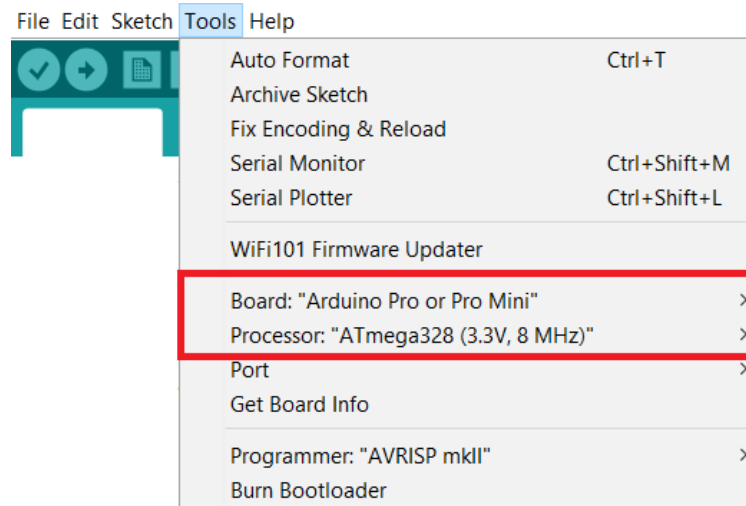 File Edit Sketch Tools Help
Auto Format Ctrl+T
Archive Sketch
Fix Encoding & Reload
Serial Monitor Ctrl+Shift+M
Serial Plotter Ctrl+Shift+L
WiFi101 Firmware Updater
Board: "Arduino Pro or Pro Mini"
Processor: "ATmega328 (3.3V, 8 MHz)"
Port
Get Board Info
Programmer: "AVRISP mkII"
Burn Bootloader